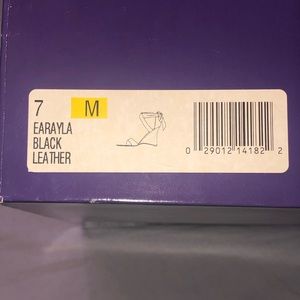 7 M
EARAYLA
BLACK
LEATHER
0 29012 14182 2